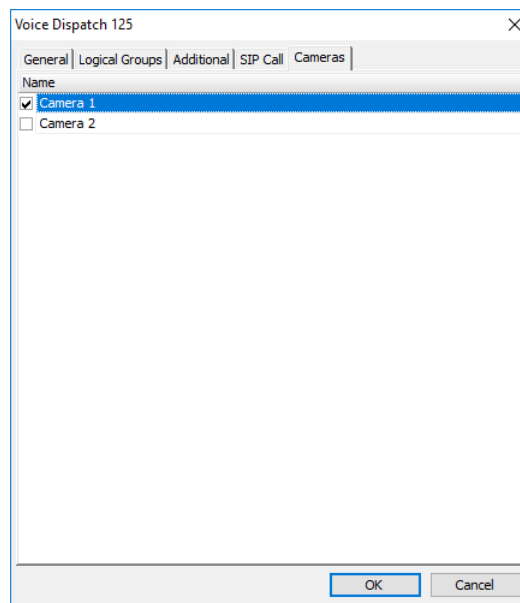 Voice Dispatch 125
General Logical Groups Additional SIP Call Cameras
Name
Camera 1
Camera 2
OK Cancel